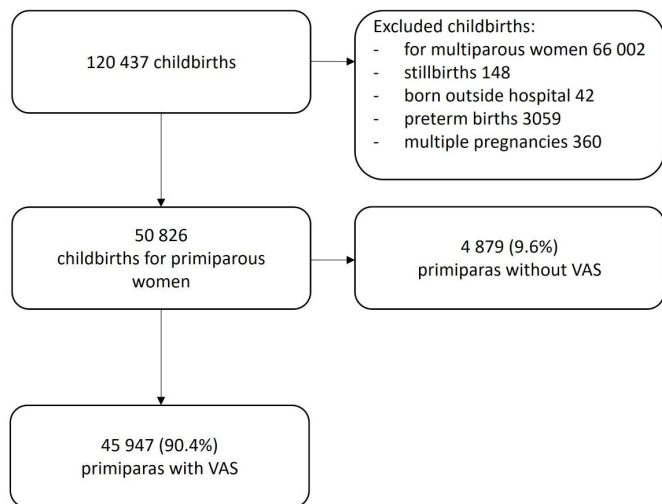 120 437 childbirths
Excluded childbirths:
- for multiparous women 66 002
- stillbirths 148
- born outside hospital 42
- preterm births 3059
- multiple pregnancies 360
50 826
childbirths for primiparous
women
4 879 (9.6%)
primiparas without VAS
45 947 (90.4%)
primiparas with VAS